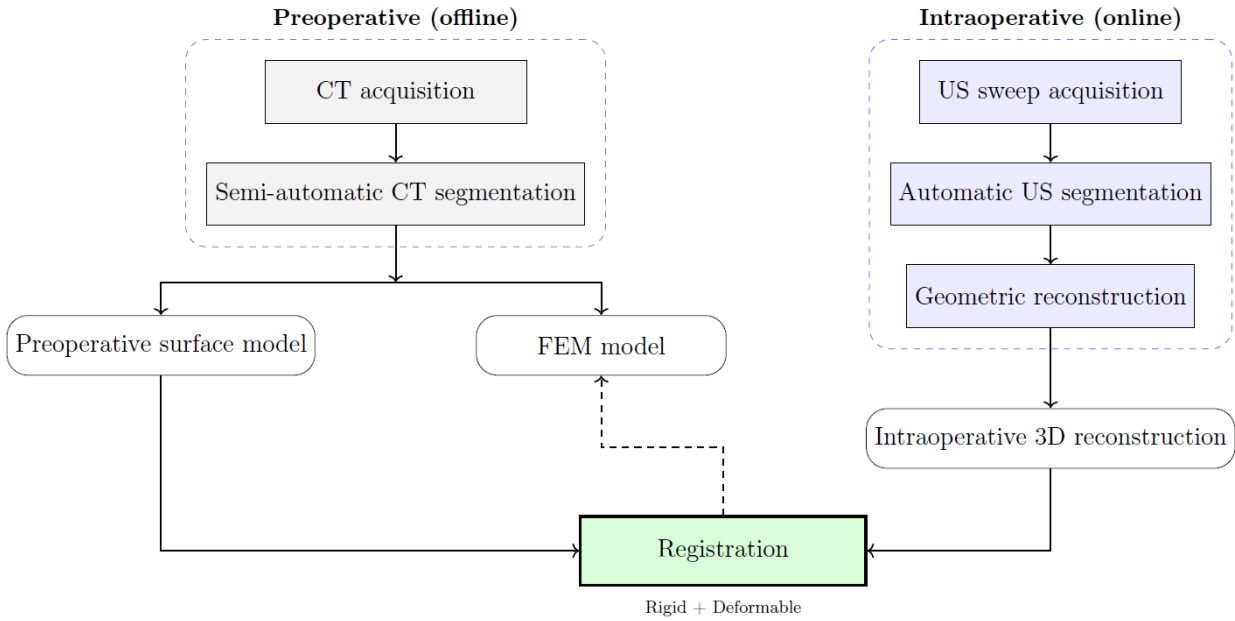 Preoperative (offline)
Intraoperative (online)
CT acquisition
US sweep acquisition
Semi-automatic CT segmentation
Automatic US segmentation
Geometric reconstruction
Preoperative surface model
FEM model
Intraoperative 3D reconstruction
Registration
Rigid + Deformable